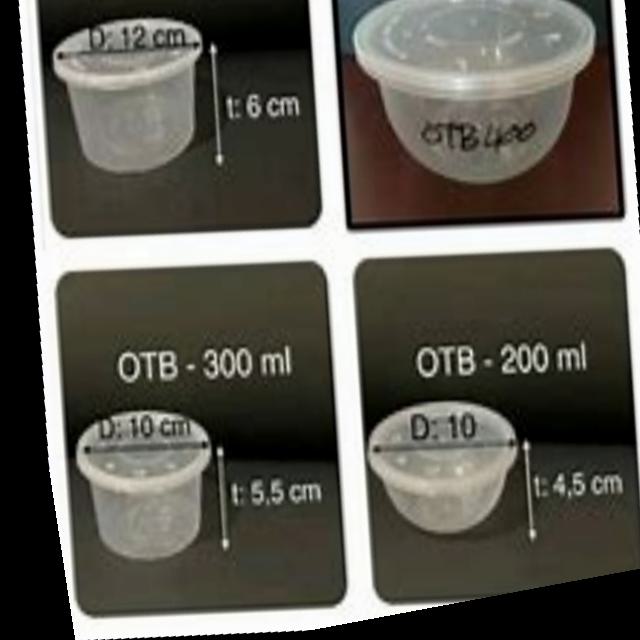 D: 12 cm
t: 6 cm
OTB 400
OTB - 300 ml
D: 10 cm
t: 5,5 cm
OTB - 200 ml
D: 10
t: 4,5 cm